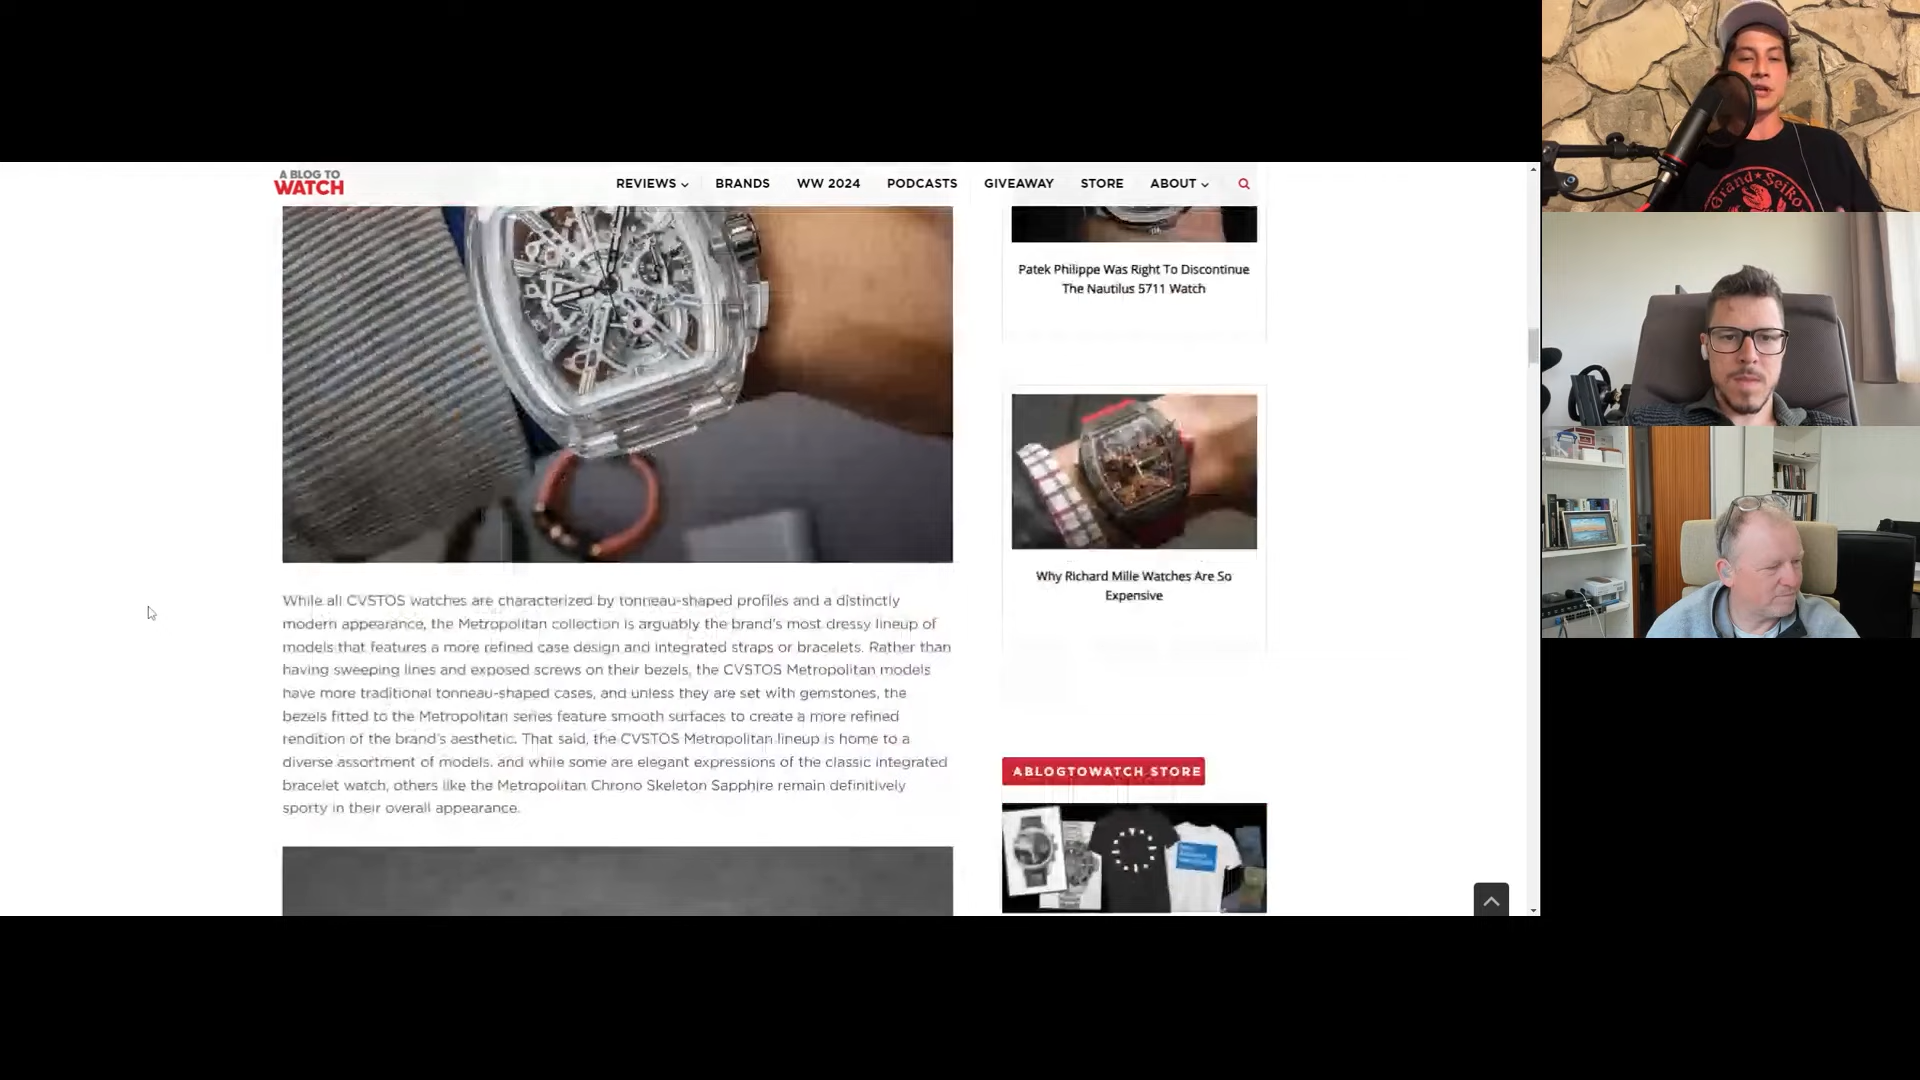 A BLOG TO
WATCH
REVIEWS
BRANDS
WW 2024
PODCASTS
GIVEAWAY
STORE
ABOUT
While all CVSTOS watches are characterized by tonneau-shaped profiles and a distinctly
modern appearance, the Metropolitan collection is arguably the brand's most dressy lineup of
models that features a more refined case design and integrated straps or bracelets. Rather than
having sweeping lines and exposed screws on their bezels, the CVSTOS Metropolitan models
have more traditional tonneau-shaped cases, and unless they are set with gemstones, the
bezels fitted to the Metropolitan series feature smooth surfaces to create a more refined
rendition of the brand's aesthetic. That said, the CVSTOS Metropolitan lineup is home to a
diverse assortment of models, and while some are elegant expressions of the classic integrated
bracelet watch, others like the Metropolitan Chrono Skeleton Sapphire remain definitively
sporty in their overall appearance.
Patek Philippe Was Right To Discontinue
The Nautilus 5711 Watch
Why Richard Mille Watches Are So
Expensive
ABLOGTOWATCH STORE
Grand Seiko